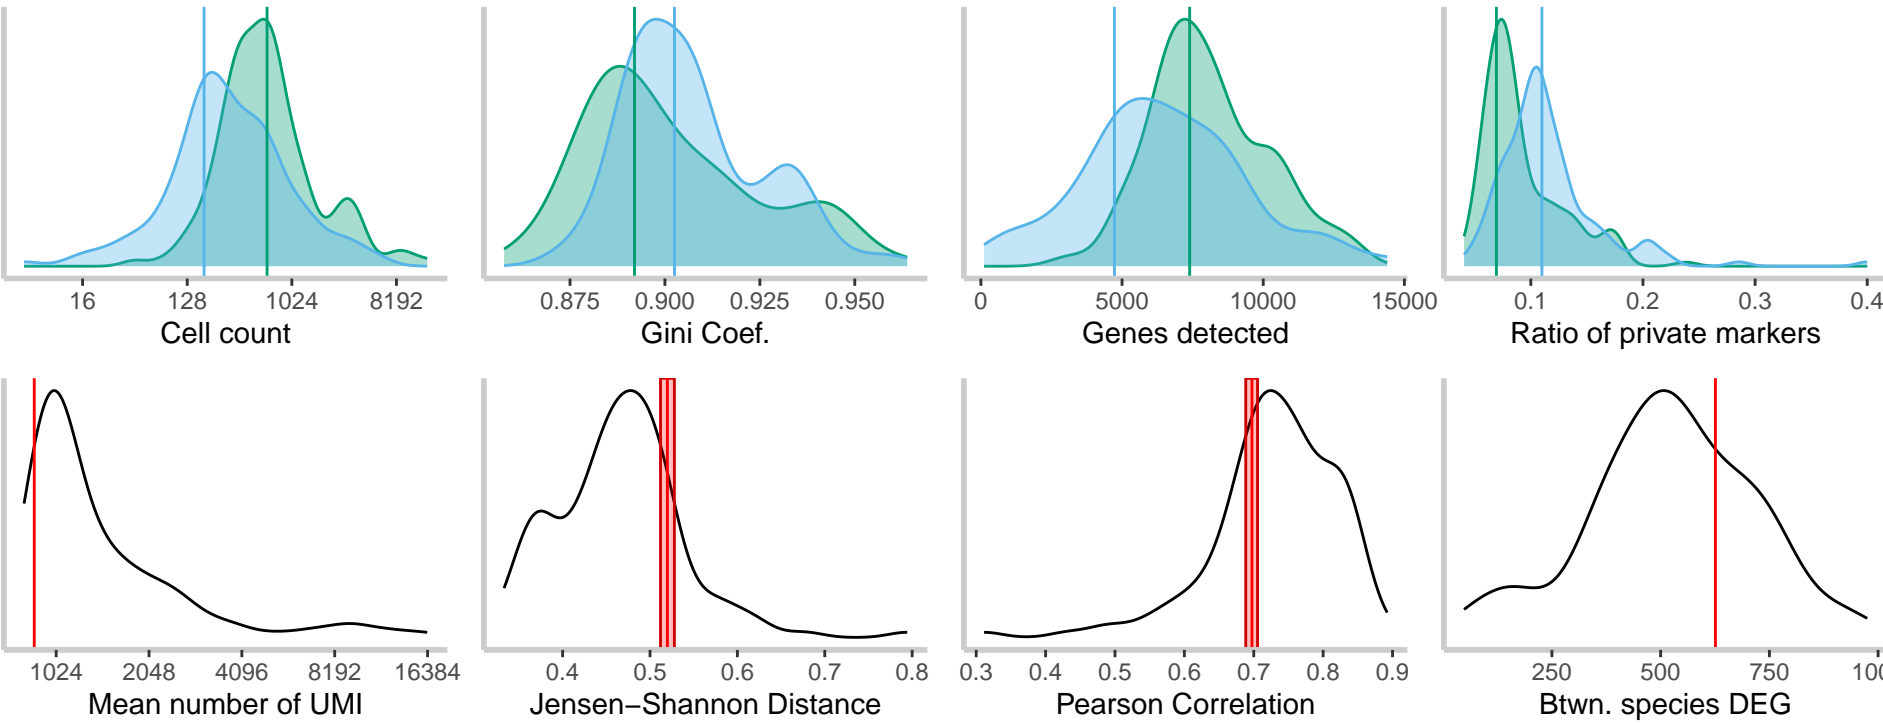 16 128 1024 8192
Cell count
0.875 0.900 0.925 0.950
Gini Coef.
0 5000 10000 15000
Genes detected
0.1 0.2 0.3 0.4
Ratio of private markers
1024 2048 4096 8192 16384
Mean number of UMI
0.4 0.5 0.6 0.7 0.8
Jensen−Shannon Distance
0.3 0.4 0.5 0.6 0.7 0.8 0.9
Pearson Correlation
250 500 750
Btwn. species DEG